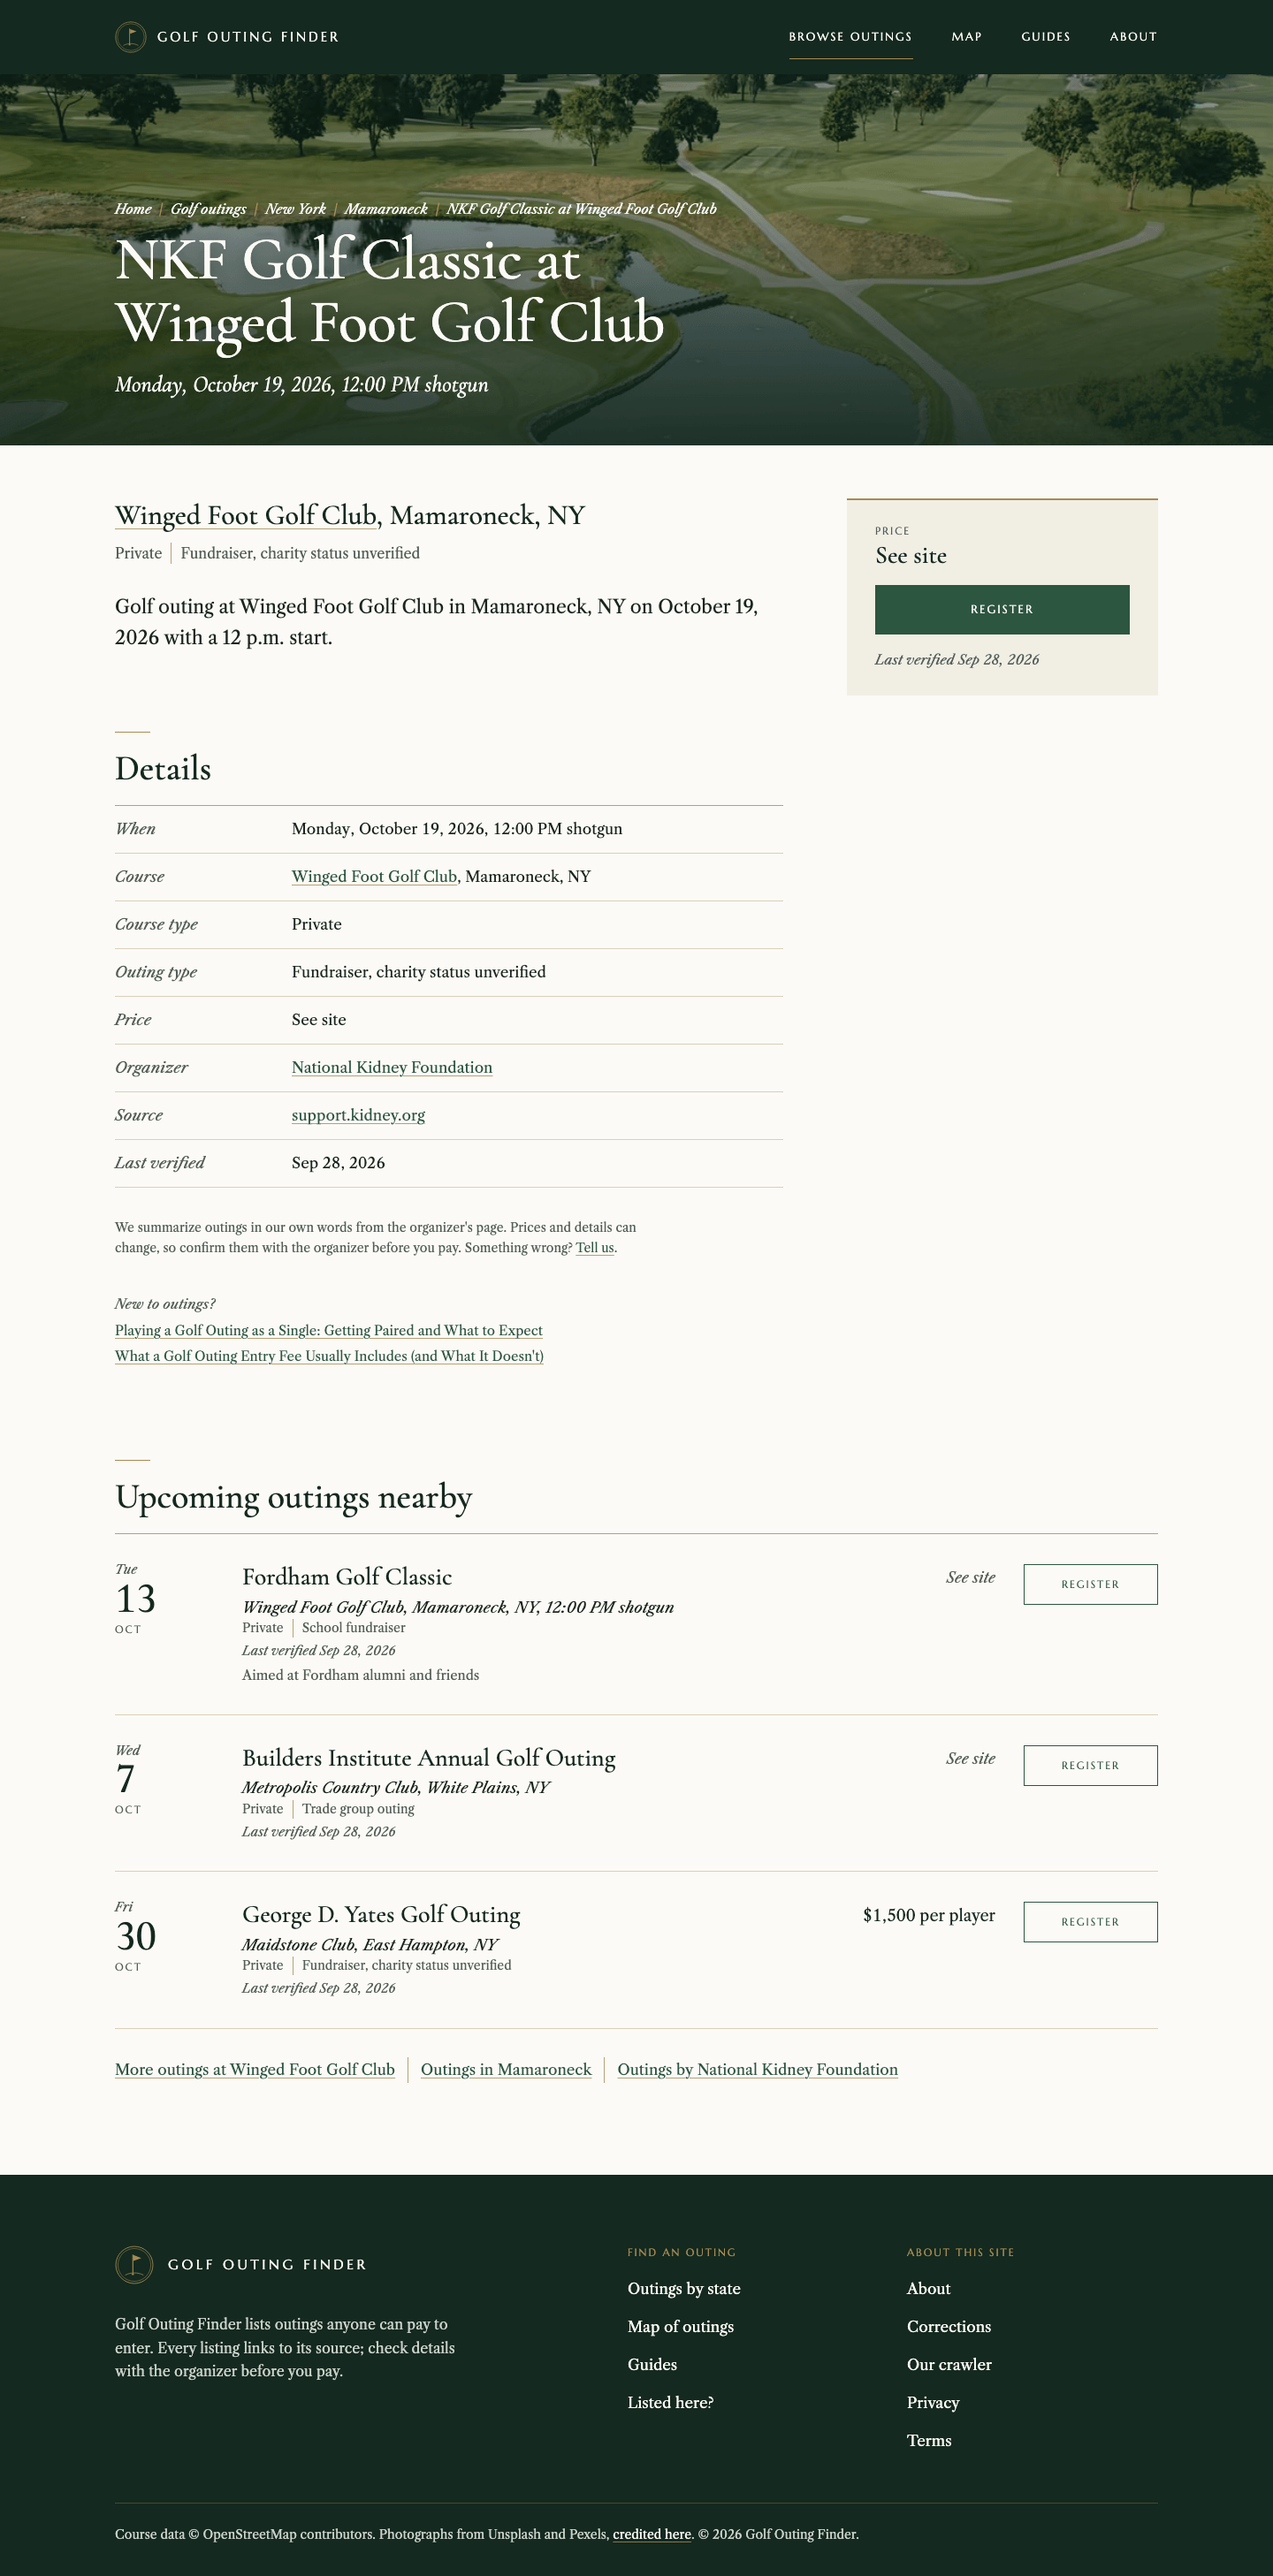 GOLF OUTING FINDER
BROWSE OUTINGS
MAP
GUIDES
ABOUT
Home | Golf outings | New York | Mamaroneck | NKF Golf Classic at Winged Foot Golf Club
NKF Golf Classic at
Winged Foot Golf Club
Monday, October 19, 2026, 12:00 PM shotgun
Winged Foot Golf Club, Mamaroneck, NY
Private | Fundraiser, charity status unverified
Golf outing at Winged Foot Golf Club in Mamaroneck, NY on October 19,
2026 with a 12 p.m. start.
PRICE
See site
REGISTER
Last verified Sep 28, 2026
Details
When Monday, October 19, 2026, 12:00 PM shotgun
Course Winged Foot Golf Club, Mamaroneck, NY
Course type Private
Outing type Fundraiser, charity status unverified
Price See site
Organizer National Kidney Foundation
Source support.kidney.org
Last verified Sep 28, 2026
We summarize outings in our own words from the organizer's page. Prices and details can
change, so confirm them with the organizer before you pay. Something wrong? Tell us.
New to outings?
Playing a Golf Outing as a Single: Getting Paired and What to Expect
What a Golf Outing Entry Fee Usually Includes (and What It Doesn't)
Upcoming outings nearby
Tue
13
OCT
Fordham Golf Classic
Winged Foot Golf Club, Mamaroneck, NY, 12:00 PM shotgun
Private | School fundraiser
Last verified Sep 28, 2026
Aimed at Fordham alumni and friends
See site
REGISTER
Wed
7
OCT
Builders Institute Annual Golf Outing
Metropolis Country Club, White Plains, NY
Private | Trade group outing
Last verified Sep 28, 2026
See site
REGISTER
Fri
30
OCT
George D. Yates Golf Outing
Maidstone Club, East Hampton, NY
Private | Fundraiser, charity status unverified
Last verified Sep 28, 2026
$1,500 per player
REGISTER
More outings at Winged Foot Golf Club | Outings in Mamaroneck | Outings by National Kidney Foundation
GOLF OUTING FINDER
Golf Outing Finder lists outings anyone can pay to
enter. Every listing links to its source; check details
with the organizer before you pay.
FIND AN OUTING
Outings by state
Map of outings
Guides
Listed here?
ABOUT THIS SITE
About
Corrections
Our crawler
Privacy
Terms
Course data © OpenStreetMap contributors. Photographs from Unsplash and Pexels, credited here. © 2026 Golf Outing Finder.